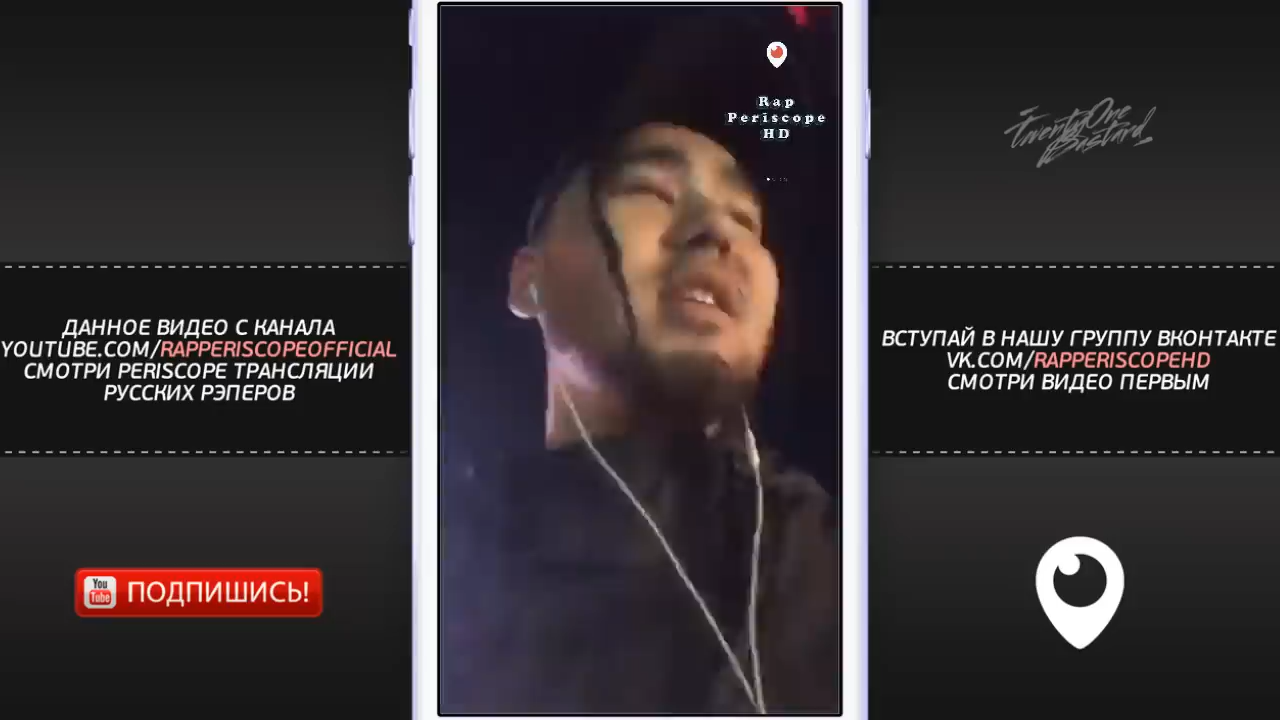 Rap
Periscope
HD
TwentyOne
Bastard
ДАННОЕ ВИДЕО С КАНАЛА
YOUTUBE.COM/RAPPERISCOPEOFFICIAL
СМОТРИ PERISCOPE ТРАНСЛЯЦИИ
РУССКИХ РЭПЕРОВ
ВСТУПАЙ В НАШУ ГРУППУ ВКОНТАКТЕ
VK.COM/RAPPERISCOPEHD
СМОТРИ ВИДЕО ПЕРВЫМ
You
Tube
ПОДПИШИСЬ!